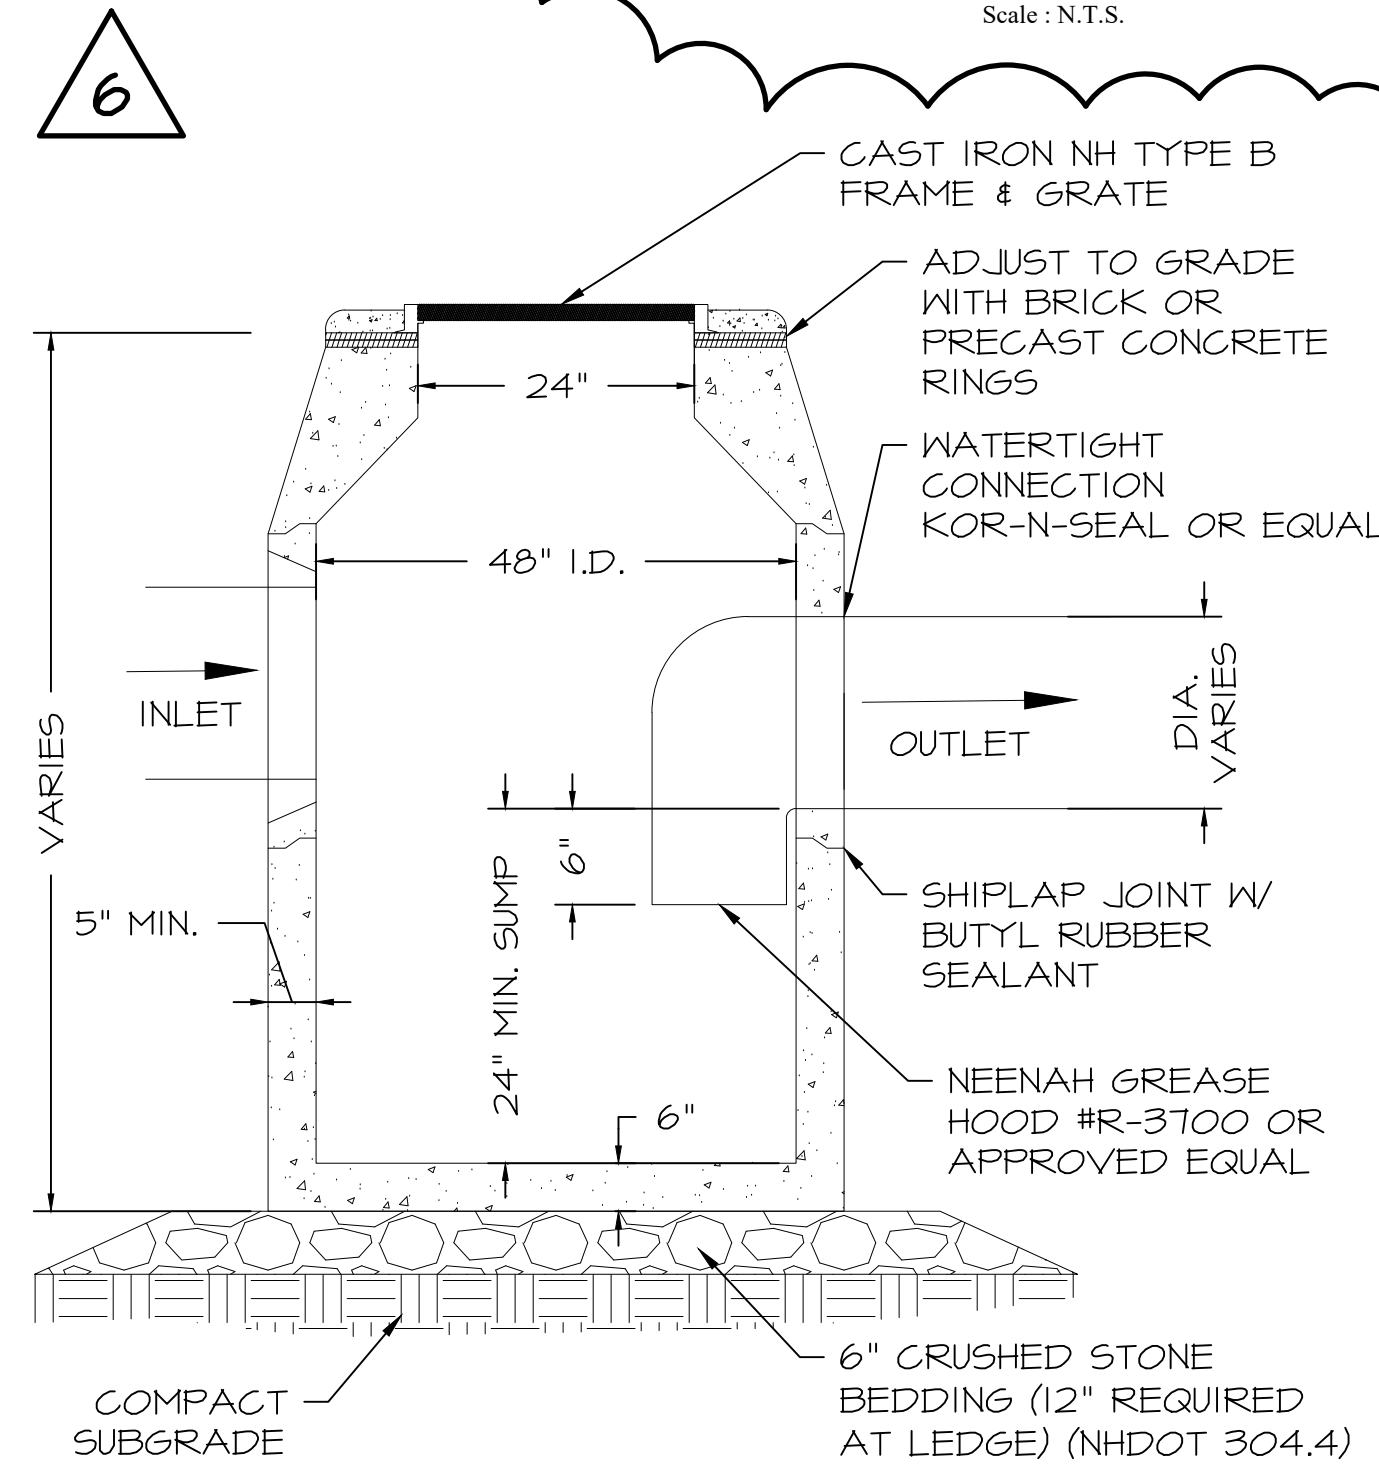 Scale : N.T.S.
6
CAST IRON NH TYPE B
FRAME & GRATE
ADJUST TO GRADE
WITH BRICK OR
PRECAST CONCRETE
RINGS
24"
WATERTIGHT
CONNECTION
KOR-N-SEAL OR EQUAL
48" I.D.
INLET
OUTLET
DIA.
VARIES
VARIES
6"
24" MIN. SUMP
5" MIN.
SHIPLAP JOINT W/
BUTYL RUBBER
SEALANT
NEENAH GREASE
HOOD #R-3700 OR
APPROVED EQUAL
6"
6" CRUSHED STONE
BEDDING (12" REQUIRED
AT LEDGE) (NHDOT 304.4)
COMPACT
SUBGRADE